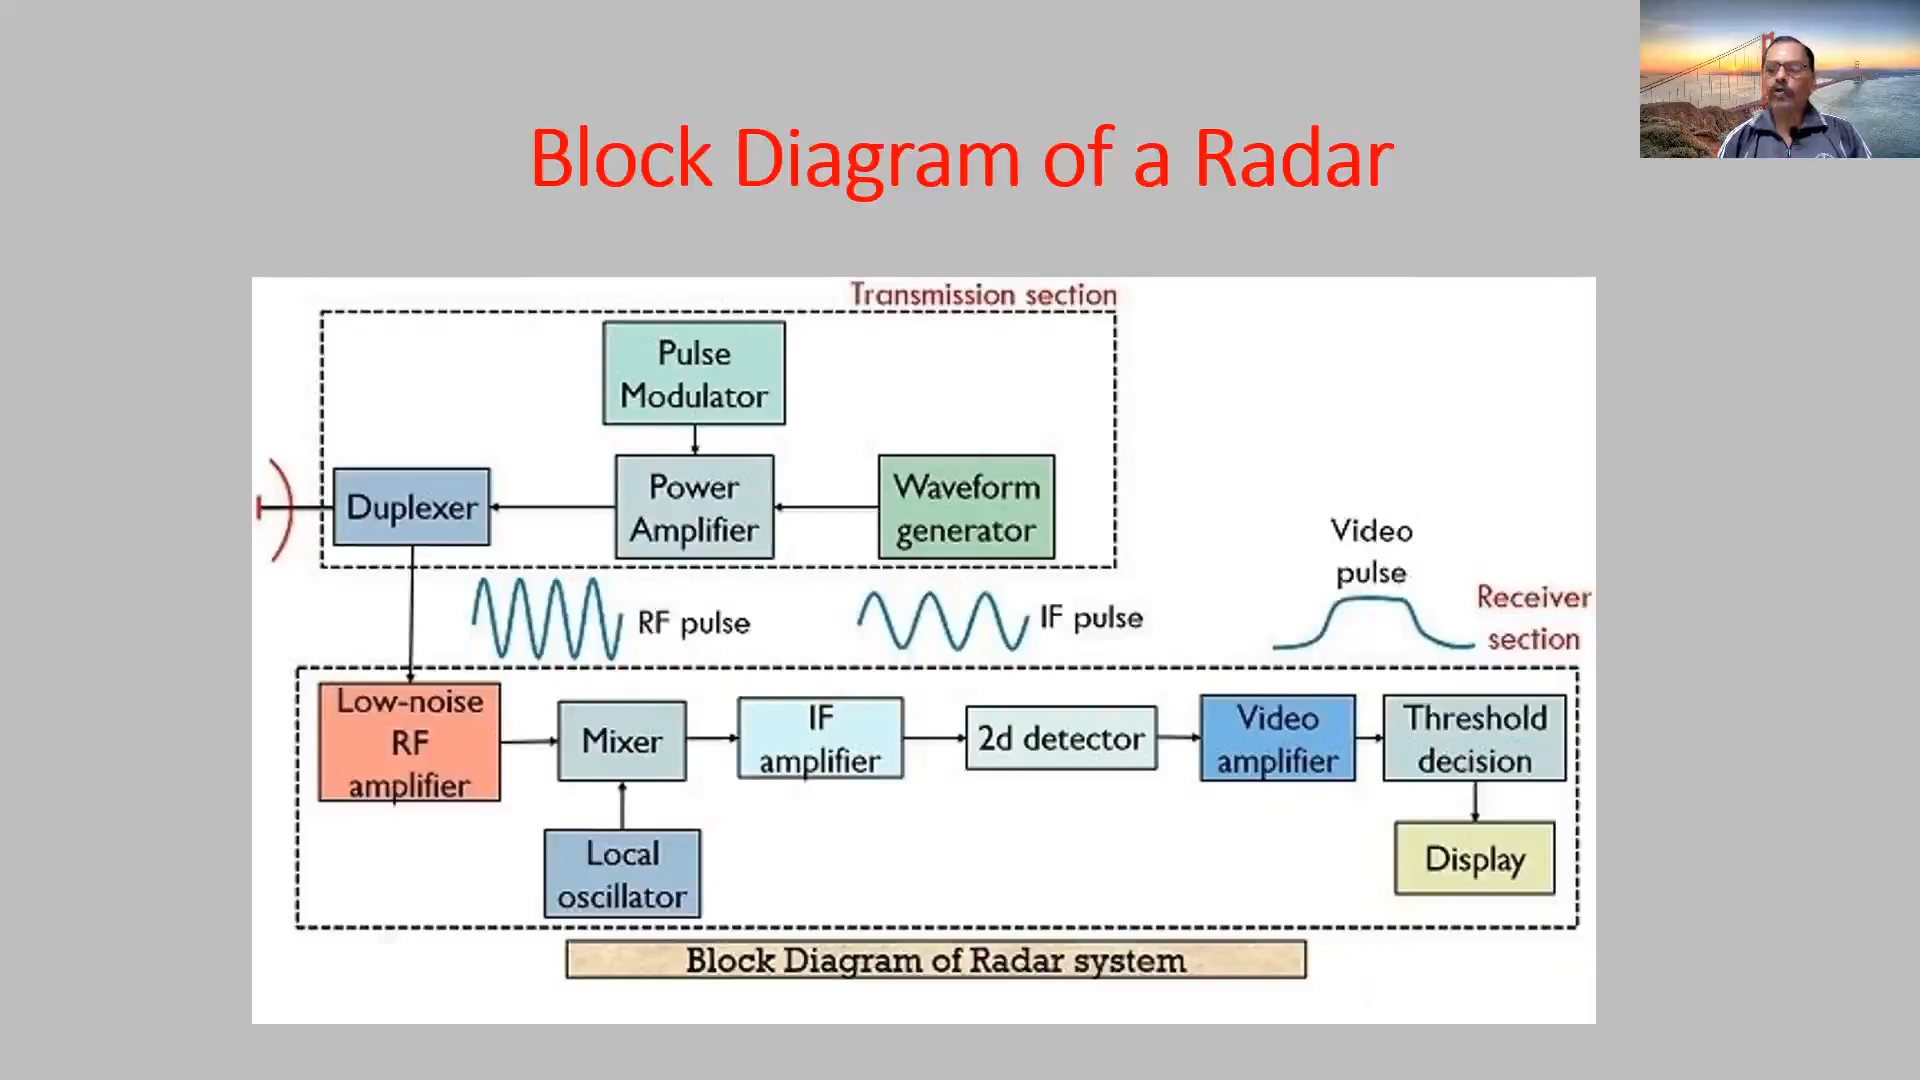 Block Diagram of a Radar
Transmission section
Pulse
Modulator
Duplexer
Power
Amplifier
Waveform
generator
RF pulse
IF pulse
Video
pulse
Receiver
section
Low-noise
RF
amplifier
Mixer
IF
amplifier
2d detector
Video
amplifier
Threshold
decision
Local
oscillator
Display
Block Diagram of Radar system